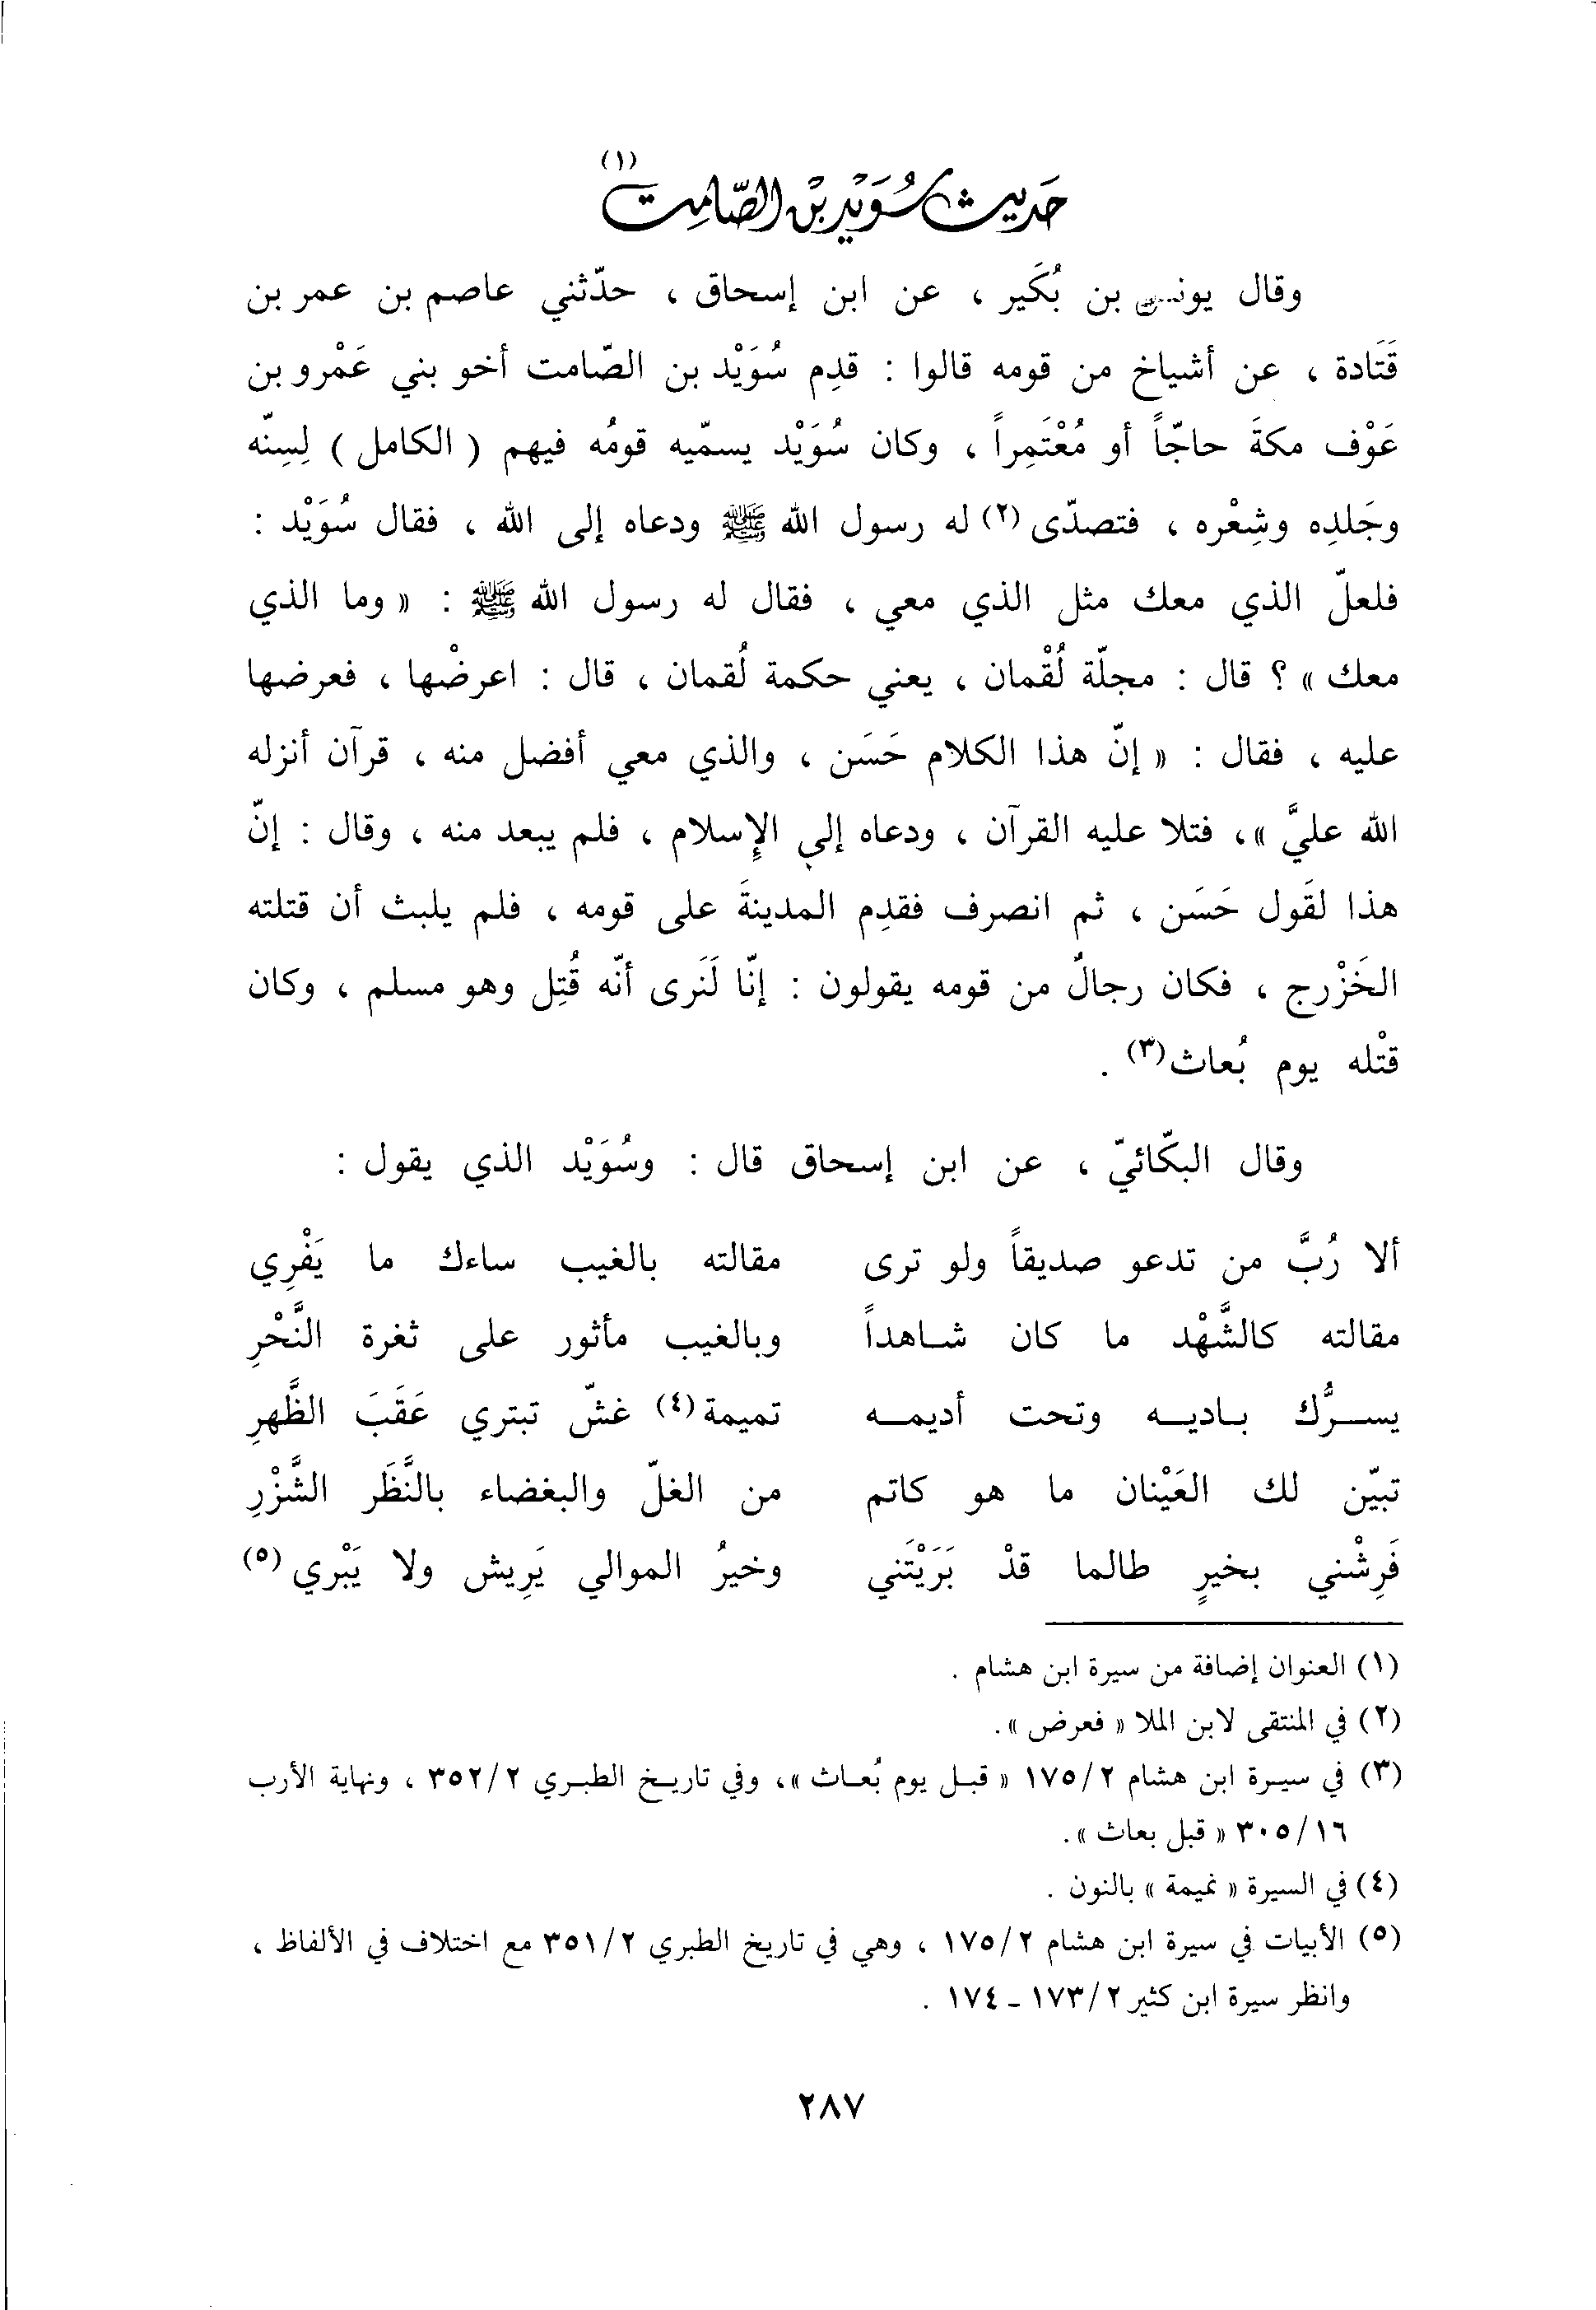 حَديث سُوَيْد بْن الصَّامِت (١)
وقال يونس بن بُكَير ، عن ابن إسحاق ، حدّثني عاصم بن عمر بن
قَتَادة ، عن أشياخ من قومه قالوا : قدِم سُوَيْد بن الصّامت أخو بني عَمْرو بن
عَوْف مكةَ حاجّاً أو مُعْتَمِراً ، وكان سُوَيْد يسمّيه قومُه فيهم ( الكامل ) لِسِنّه
وجَلدِه وشِعْره ، فتصدّى(٢) له رسول الله ﷺ ودعاه إلى الله ، فقال سُوَيْد :
فلعلّ الذي معك مثل الذي معي ، فقال له رسول الله ﷺ : « وما الذي
معك » ؟ قال : مجلّة لُقْمان ، يعني حكمة لُقمان ، قال : اعرضْها ، فعرضها
عليه ، فقال : « إنّ هذا الكلام حَسَن ، والذي معي أفضل منه ، قرآن أنزله
الله عليَّ »، فتلا عليه القرآن ، ودعاه إلى الإِسلام ، فلم يبعد منه ، وقال : إنّ
هذا لقَول حَسَن ، ثم انصرف فقدِم المدينةَ على قومه ، فلم يلبث أن قتلته
الخَزْرج ، فكان رجالٌ من قومه يقولون : إنّا لَنَرى أنّه قُتِل وهو مسلم ، وكان
قتْله يوم بُعاث(٣) .
وقال البكّائيّ ، عن ابن إسحاق قال : وسُوَيْد الذي يقول :
ألا رُبَّ من تدعو صديقاً ولو ترى مقالته بالغيب ساءك ما يَفْرِي
مقالته كالشَّهْد ما كان شاهداً وبالغيب مأثور على ثغرة النَّحْرِ
يسرُّك باديه وتحت أديمه تميمة(٤) غشّ تبتري عَقَبَ الظَّهرِ
تبيّن لك العَيْنان ما هو كاتم من الغلّ والبغضاء بالنَّظَر الشَّزْرِ
فَرِشْني بخيرٍ طالما قدْ بَرَيْتَني وخيرُ الموالي يَرِيش ولا يَبْري(٥)
(١) العنوان إضافة من سيرة ابن هشام .
(٢) في المنتقى لابن الملا « فعرض ».
(٣) في سيرة ابن هشام ٢/ ١٧٥ « قبل يوم بُعاث »، وفي تاريخ الطبري ٢/ ٣٥٢ ، ونهاية الأرب
١٦/ ٣٠٥ « قبل بعاث ».
(٤) في السيرة « نميمة » بالنون .
(٥) الأبيات في سيرة ابن هشام ٢/ ١٧٥ ، وهي في تاريخ الطبري ٢/ ٣٥١ مع اختلاف في الألفاظ ،
وانظر سيرة ابن كثير ٢/ ١٧٣ ـ ١٧٤ .
٢٨٧